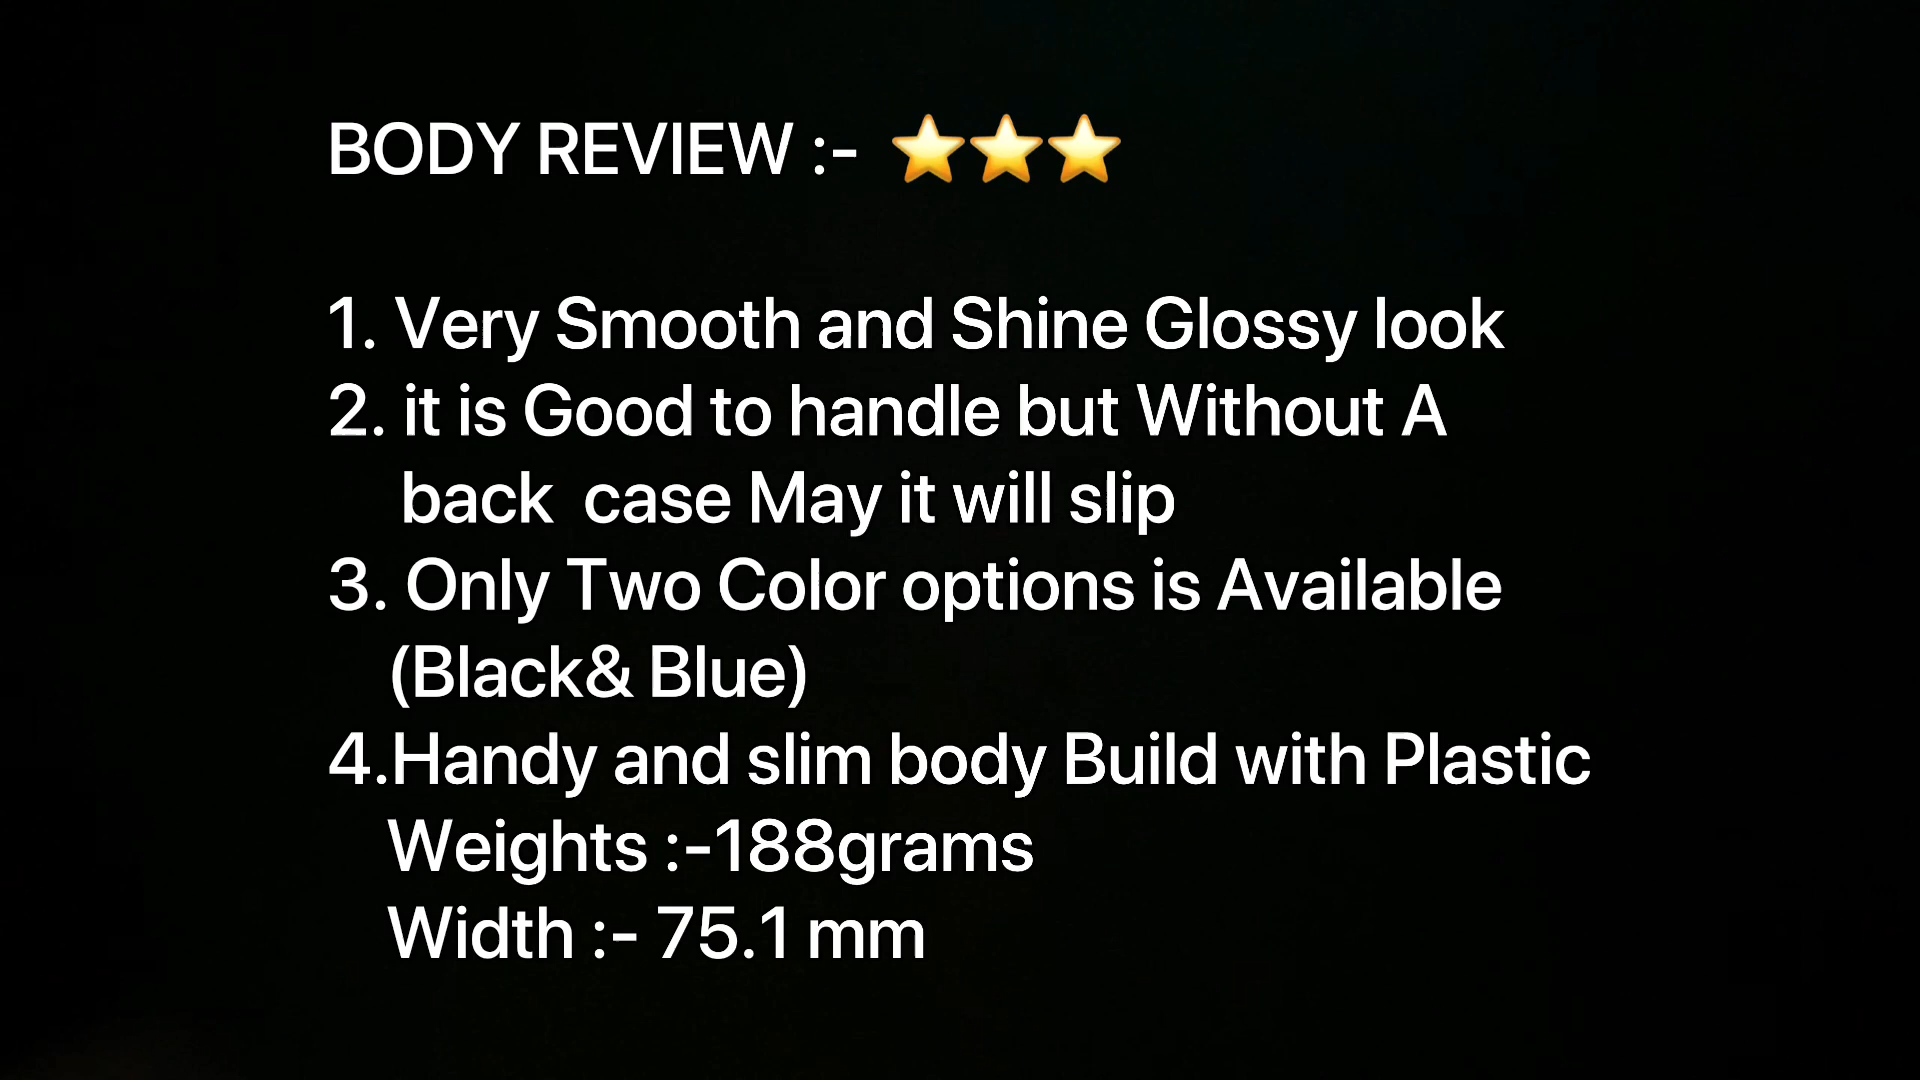 BODY REVIEW :- ⭐⭐⭐
1. Very Smooth and Shine Glossy look
2. it is Good to handle but Without A
back  case May it will slip
3. Only Two Color options is Available
(Black& Blue)
4.Handy and slim body Build with Plastic
Weights :-188grams
Width :- 75.1 mm